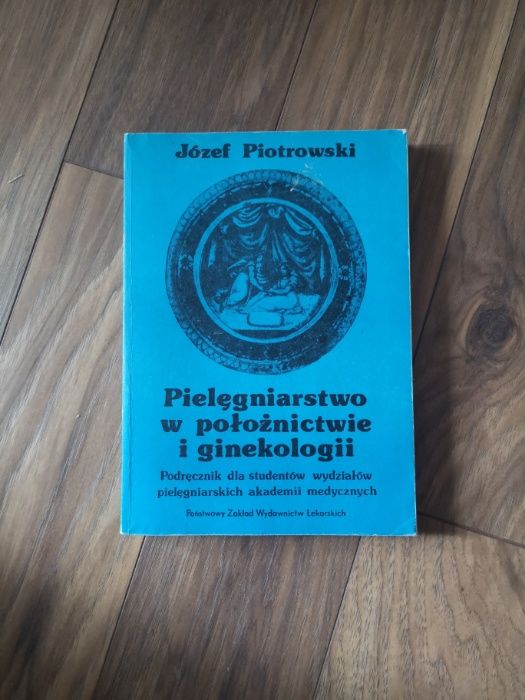 Józef Piotrowski
Pielęgniarstwo
w położnictwie
i ginekologii
Podręcznik dla studentów wydziałów
pielęgniarskich akademii medycznych
Państwowy Zakład Wydawnictw Lekarskich